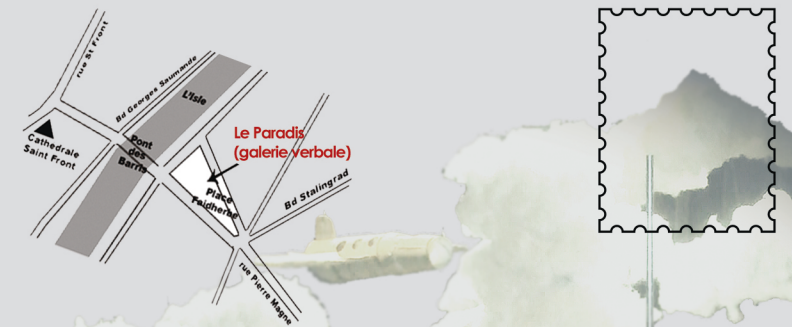 rue St Front
Bd Georges Saumande
L'Isle
Cathedrale
Saint Front
Pont
des
Barris
Le Paradis
(galerie verbale)
Place
Faidherbe
Bd Stalingrad
rue Pierre Magne